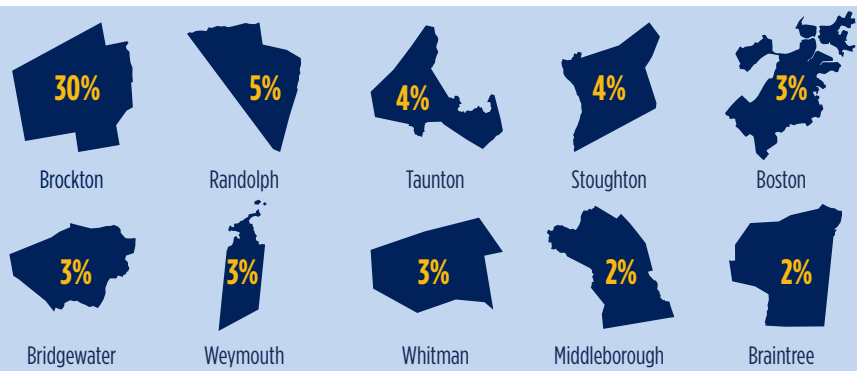 30%
5%
4%
4%
3%
Brockton
Randolph
Taunton
Stoughton
Boston
3%
3%
3%
2%
2%
Bridgewater
Weymouth
Whitman
Middleborough
Braintree